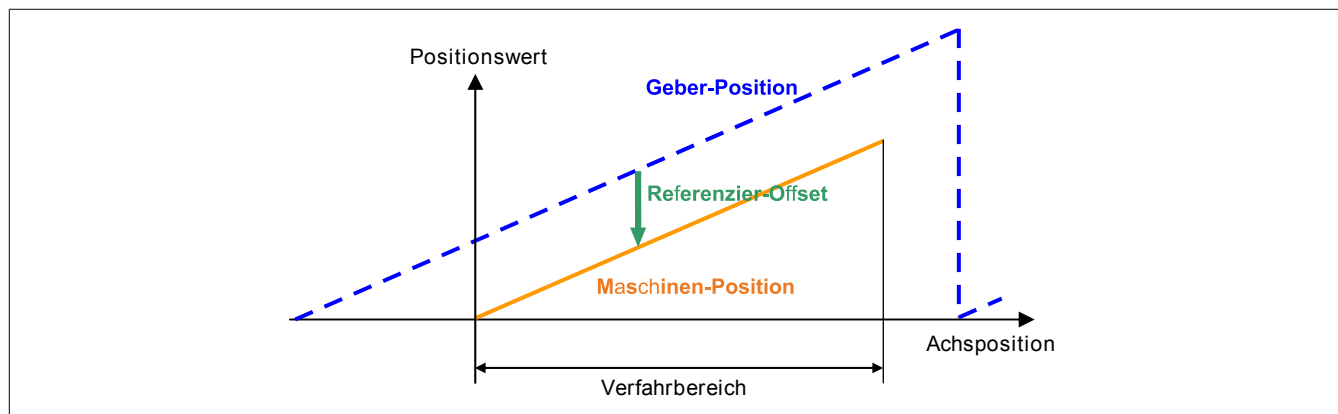 Positionswert
Geber-Position
Referenzier-Offset
Maschinen-Position
Achsposition
Verfahrbereich